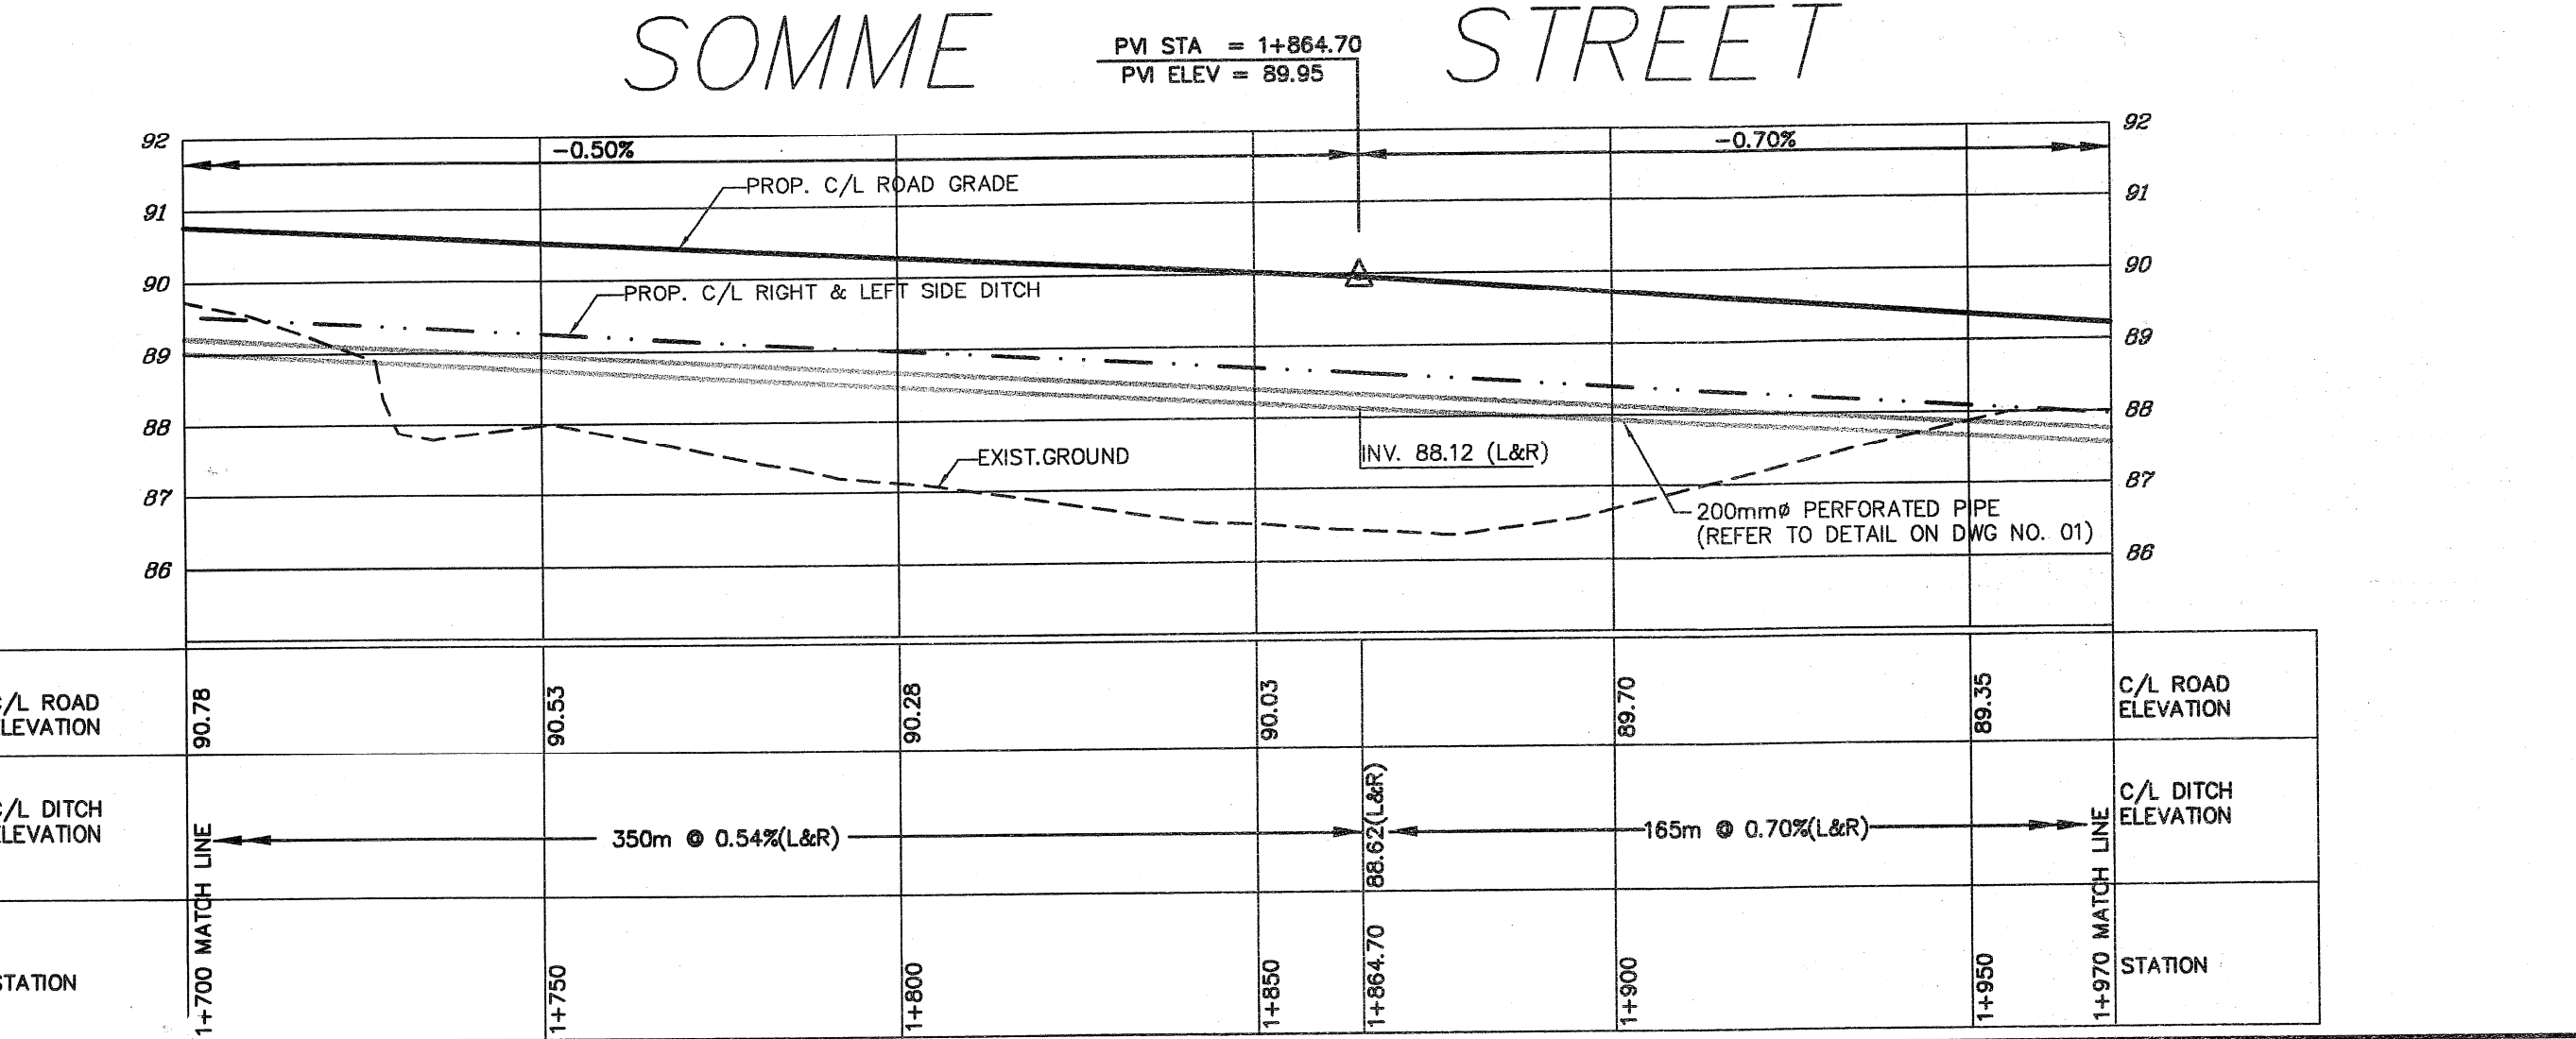 SOMME STREET
PVI STA = 1+864.70
PVI ELEV = 89.95
92
91
90
89
88
87
86
92
91
90
89
88
87
86
-0.50%
-0.70%
PROP. C/L ROAD GRADE
PROP. C/L RIGHT & LEFT SIDE DITCH
EXIST.GROUND
INV. 88.12 (L&R)
200mmø PERFORATED PIPE
(REFER TO DETAIL ON DWG NO. 01)
/L ROAD
LEVATION
90.78
90.53
90.28
90.03
89.70
89.35
C/L ROAD
ELEVATION
/L DITCH
LEVATION
350m @ 0.54%(L&R)
88.62(L&R)
165m @ 0.70%(L&R)
C/L DITCH
ELEVATION
TATION
1+700 MATCH LINE
1+750
1+800
1+850
1+864.70
1+900
1+950
1+970 MATCH LINE
STATION